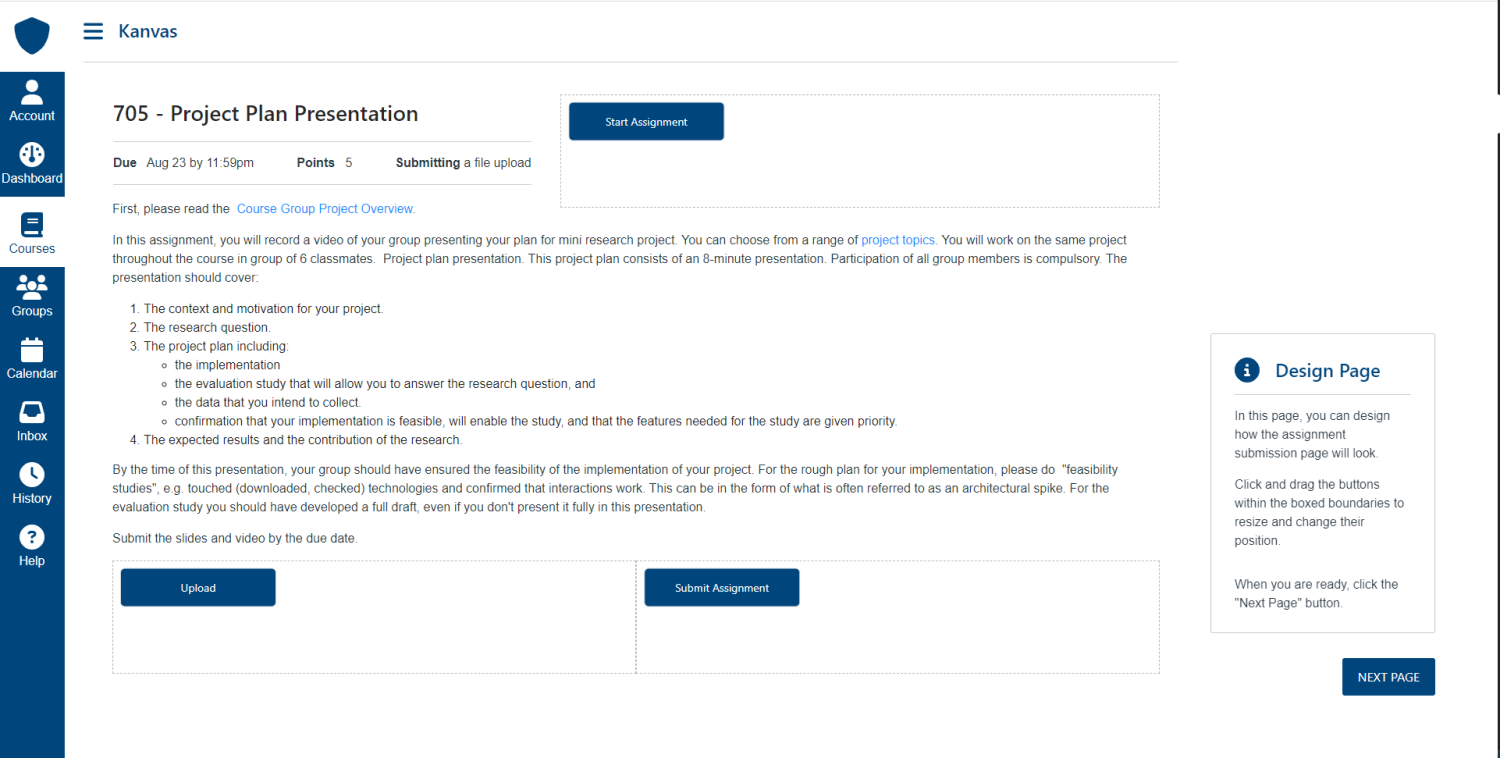 Kanvas
Account
Dashboard
Courses
Groups
Calendar
Inbox
History
Help
705 - Project Plan Presentation
Start Assignment
Due Aug 23 by 11:59pm Points 5 Submitting a file upload
First, please read the Course Group Project Overview.
In this assignment, you will record a video of your group presenting your plan for mini research project. You can choose from a range of project topics. You will work on the same project
throughout the course in group of 6 classmates. Project plan presentation. This project plan consists of an 8-minute presentation. Participation of all group members is compulsory. The
presentation should cover:
1. The context and motivation for your project.
2. The research question.
3. The project plan including:
◦ the implementation
◦ the evaluation study that will allow you to answer the research question, and
◦ the data that you intend to collect.
◦ confirmation that your implementation is feasible, will enable the study, and that the features needed for the study are given priority.
4. The expected results and the contribution of the research.
By the time of this presentation, your group should have ensured the feasibility of the implementation of your project. For the rough plan for your implementation, please do "feasibility
studies", e.g. touched (downloaded, checked) technologies and confirmed that interactions work. This can be in the form of what is often referred to as an architectural spike. For the
evaluation study you should have developed a full draft, even if you don't present it fully in this presentation.
Submit the slides and video by the due date.
Upload
Submit Assignment
Design Page
In this page, you can design
how the assignment
submission page will look.
Click and drag the buttons
within the boxed boundaries to
resize and change their
position.
When you are ready, click the
"Next Page" button.
NEXT PAGE